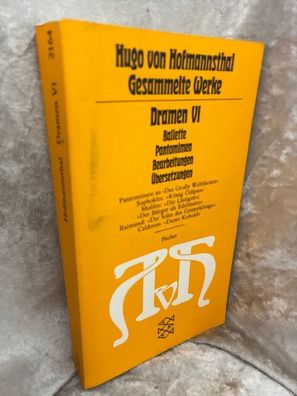 Hugo von Hofmannsthal
Gesammelte Werke
Dramen VI
Ballette
Pantomimen
Bearbeitungen
Übersetzungen
Pantomimen zu ›Das Große Welttheater‹
Sophokles: ›König Ödipus‹
Molière: ›Die Lästigen‹,
›Der Bürger als Edelmann‹
Raimund: ›Der Sohn des Geisterkönigs‹
Calderon: ›Dame Kobold‹
Fischer
HvH
Hofmannsthal Dramen VI 2164